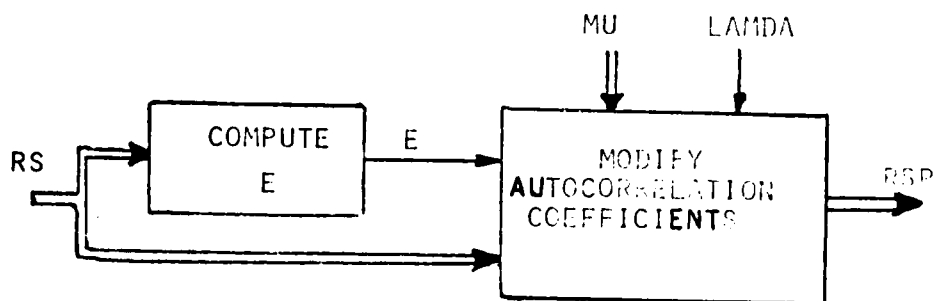 MU
LAMDA
COMPUTE
E
E
RS
MODIFY
AUTOCORRELATION
COEFFICIENTS
RSP